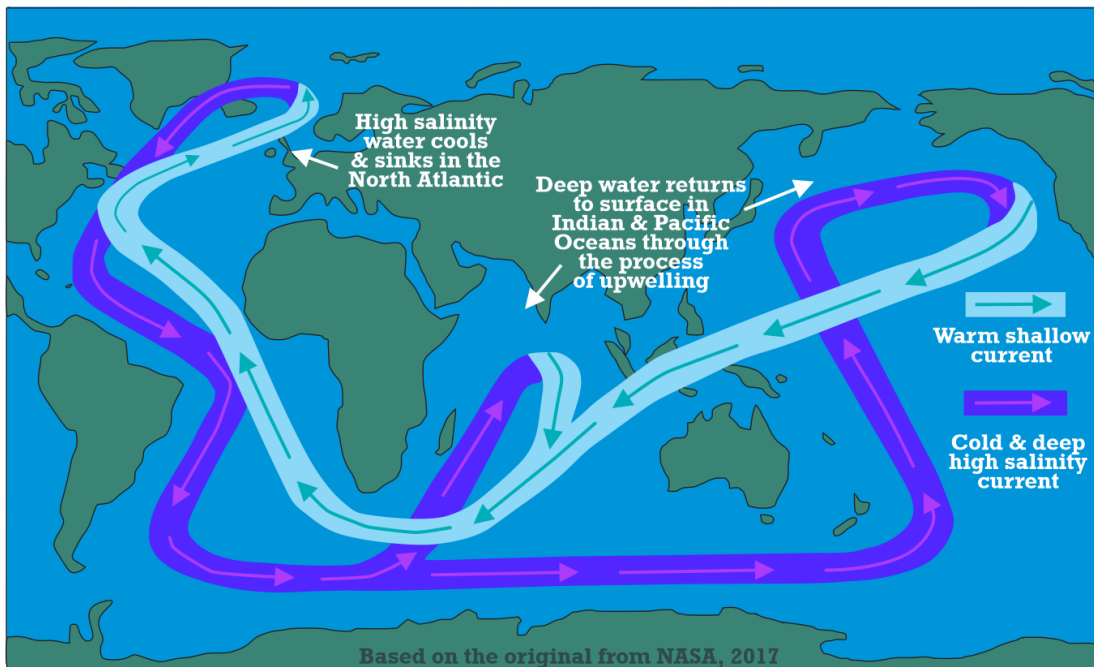 High salinity
water cools
& sinks in the
North Atlantic
Deep water returns
to surface in
Indian & Pacific
Oceans through
the process
of upwelling
Warm shallow
current
Cold & deep
high salinity
current
Based on the original from NASA, 2017